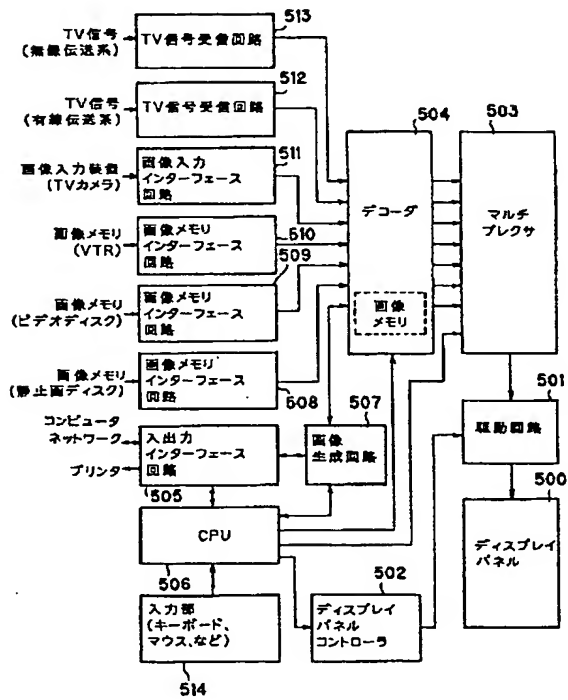 513
TV信号
(無線伝送系)
TV信号受信回路
512
TV信号
(有線伝送系)
TV信号受信回路
504
503
画像入力装置
(TVカメラ)
511
画像入力
インターフェース
回路
デコーダ
マルチ
プレクサ
画像メモリ
(VTR)
510
画像メモリ
インターフェース
回路
509
画像メモリ
(ビデオディスク)
画像メモリ
インターフェース
回路
画像
メモリ
画像メモリ
(静止画ディスク)
画像メモリ
インターフェース
回路
508
507
501
コンピュータ
ネットワーク
プリンタ
入出力
インターフェース
回路
505
画像
生成回路
駆動回路
500
CPU
506
ディスプレイ
パネル
502
入力部
(キーボード、
マウス、など)
514
ディスプレイ
パネル
コントローラ